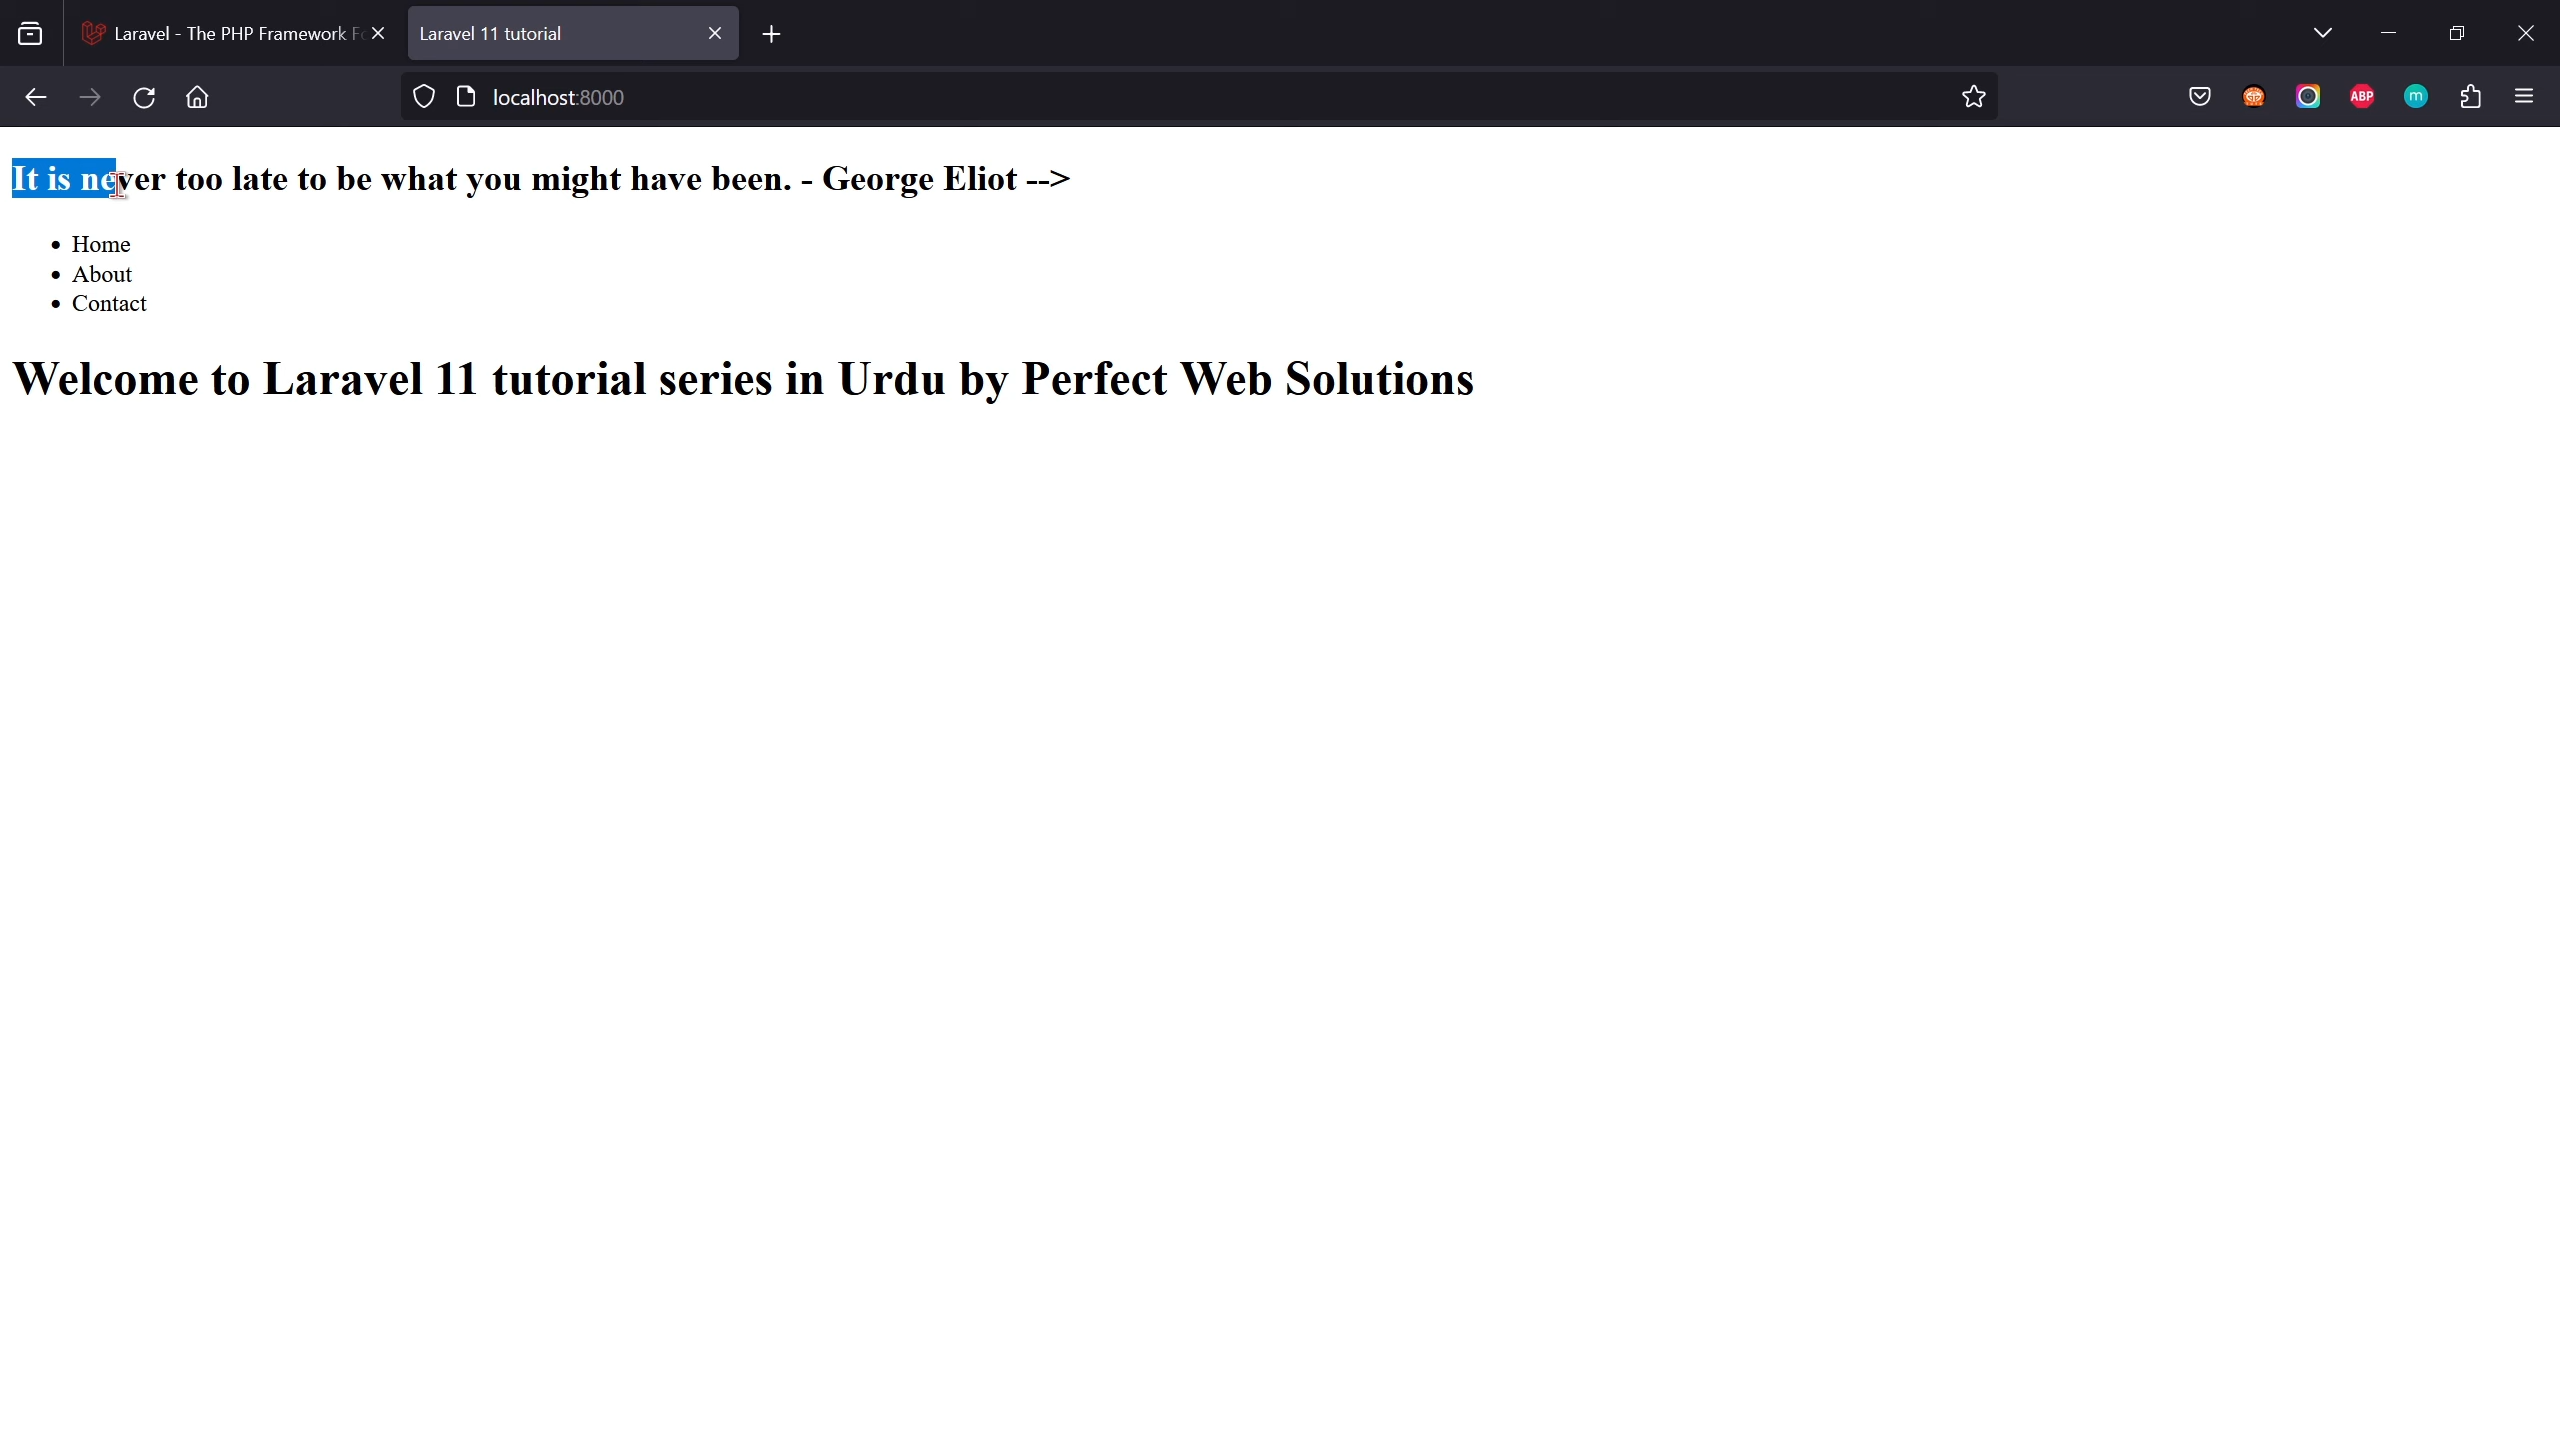 Laravel - The PHP Framework Fo
Laravel 11 tutorial
localhost:8000
ABP
m
It is never too late to be what you might have been. - George Eliot -->
Home
About
Contact
Welcome to Laravel 11 tutorial series in Urdu by Perfect Web Solutions